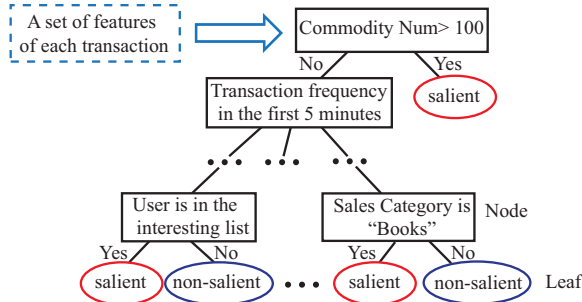 A set of features
of each transaction
Commodity Num> 100
No
Yes
Transaction frequency
in the first 5 minutes
salient
User is in the
interesting list
Sales Category is
“Books”
Node
Yes
No
Yes
No
salient
non-salient
salient
non-salient
Leaf